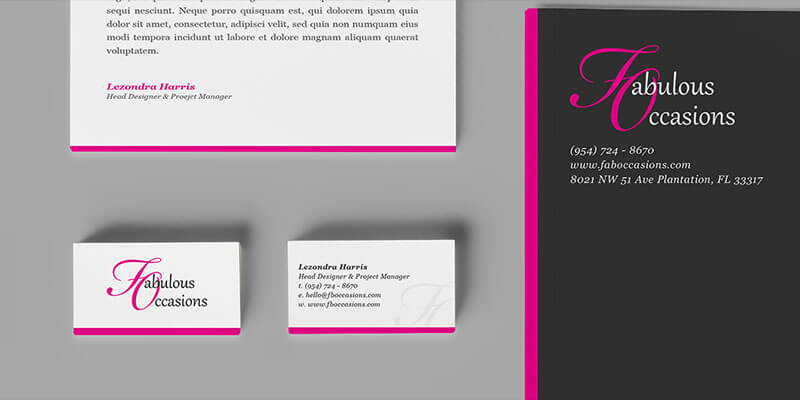 sequi nesciunt. Neque porro quisquam est, qui dolorem ipsum quia
dolor sit amet, consectetur, adipisci velit, sed quia non numquam eius
modi tempora incidunt ut labore et dolore magnam aliquam quaerat
voluptatem.
Lezondra Harris
Head Designer & Proejet Manager
Fabulous
Occasions
Lezondra Harris
Head Designer & Projet Manager
t. (954) - 724 - 8670
e. hello@fboccasions.com
w. www.fboccasions.com
FO
Fabulous
Occasions
(954) 724 - 8670
www.faboccasions.com
8021 NW 51 Ave Plantation, FL 33317